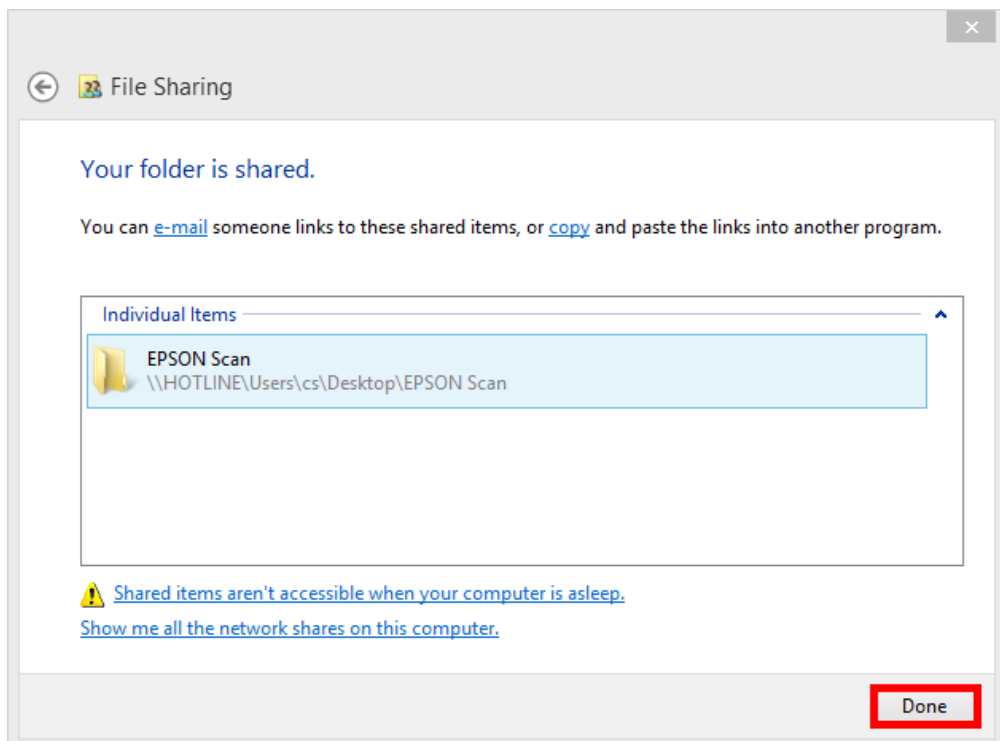 File Sharing
Your folder is shared.
You can e-mail someone links to these shared items, or copy and paste the links into another program.
Individual Items
EPSON Scan
\\HOTLINE\Users\cs\Desktop\EPSON Scan
Shared items aren't accessible when your computer is asleep.
Show me all the network shares on this computer.
Done